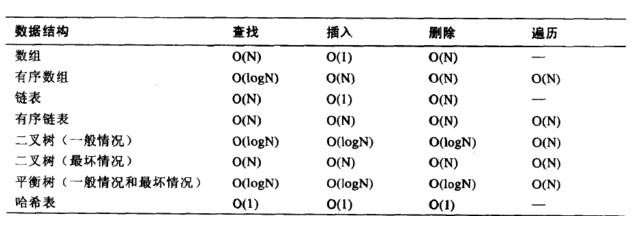 数据结构 查找 插入 删除 遍历
数组 O(N) O(1) O(N) —
有序数组 O(logN) O(N) O(N) O(N)
链表 O(N) O(1) O(N) —
有序链表 O(N) O(N) O(N) O(N)
二叉树（一般情况） O(logN) O(logN) O(logN) O(N)
二叉树（最坏情况） O(N) O(N) O(N) O(N)
平衡树（一般情况和最坏情况） O(logN) O(logN) O(logN) O(N)
哈希表 O(1) O(1) O(1) —